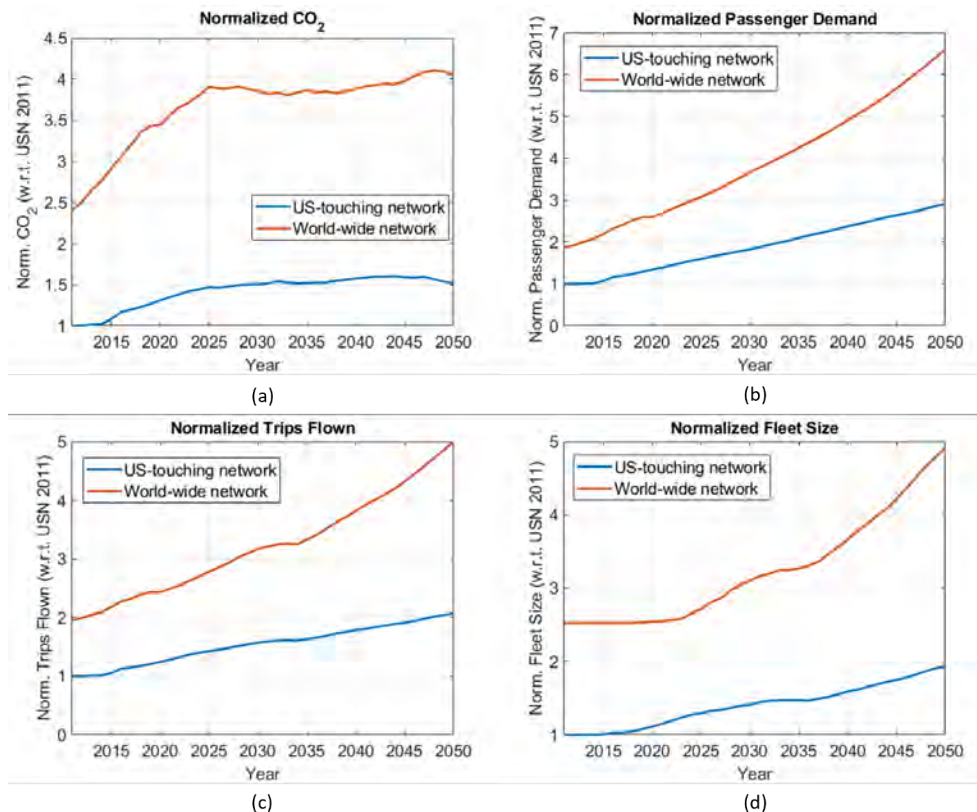 Normalized CO2
Norm. CO2 (w.r.t. USN 2011)
4.5
4
3.5
3
2.5
2
1.5
1
US-touching network
World-wide network
2015 2020 2025 2030 2035 2040 2045 2050
Year
(a)
Normalized Passenger Demand
Norm. Passenger Demand (w.r.t. USN 2011)
7
6
5
4
3
2
1
0
US-touching network
World-wide network
2015 2020 2025 2030 2035 2040 2045 2050
Year
(b)
Normalized Trips Flown
Norm. Trips Flown (w.r.t. USN 2011)
5
4
3
2
1
0
US-touching network
World-wide network
2015 2020 2025 2030 2035 2040 2045 2050
Year
(c)
Normalized Fleet Size
Norm. Fleet Size (w.r.t. USN 2011)
5
4
3
2
1
US-touching network
World-wide network
2015 2020 2025 2030 2035 2040 2045 2050
Year
(d)